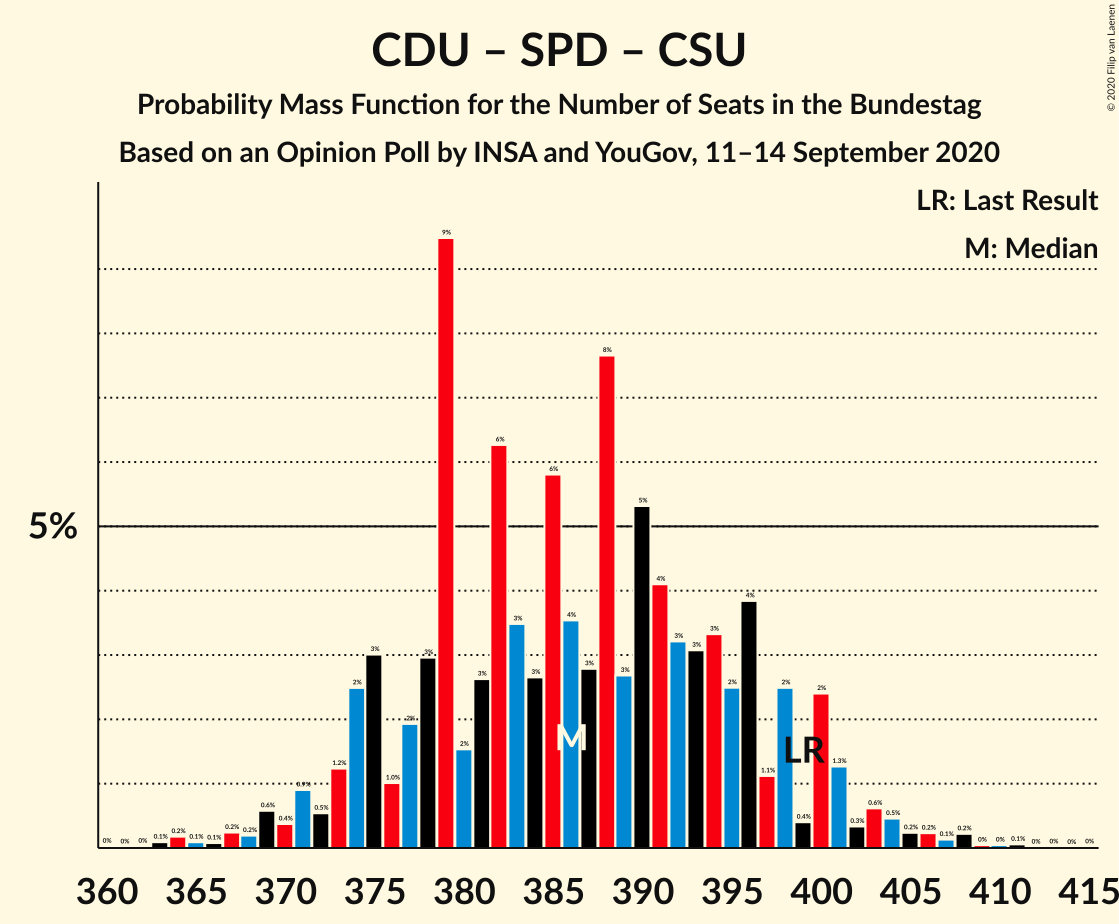 CDU – SPD – CSU
Probability Mass Function for the Number of Seats in the Bundestag
Based on an Opinion Poll by INSA and YouGov, 11–14 September 2020
© 2020 Filip van Laenen
LR: Last Result
M: Median
5%
0% 0% 0% 0.1% 0.2% 0.1% 0.1% 0.2% 0.2% 0.6% 0.4% 0.9% 0.5% 1.2% 2% 3% 1.0% 2% 3% 9% 2% 3% 6% 3% 3% 6% 4% 3% 8% 3% 5% 4% 3% 3% 3% 2% 4% 1.1% 2% 0.4% 2% 1.3% 0.3% 0.6% 0.5% 0.2% 0.2% 0.1% 0.2% 0% 0% 0.1% 0% 0% 0% 0%
M
LR
360 365 370 375 380 385 390 395 400 405 410 415